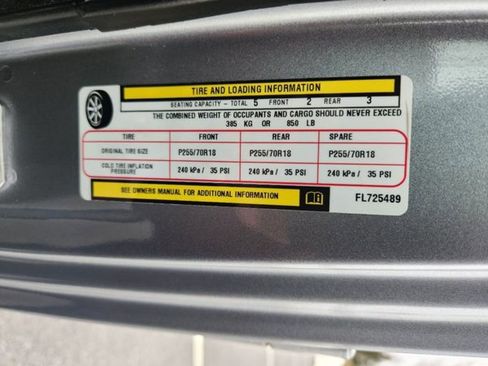 TIRE AND LOADING INFORMATION
SEATING CAPACITY - TOTAL 5 FRONT 2 REAR 3
THE COMBINED WEIGHT OF OCCUPANTS AND CARGO SHOULD NEVER EXCEED
385 KG OR 850 LB
TIRE FRONT REAR SPARE
ORIGINAL TIRE SIZE P255/70R18 P255/70R18 P255/70R18
COLD TIRE INFLATION PRESSURE 240 kPa / 35 PSI 240 kPa / 35 PSI 240 kPa / 35 PSI
SEE OWNERS MANUAL FOR ADDITIONAL INFORMATION
FL725489